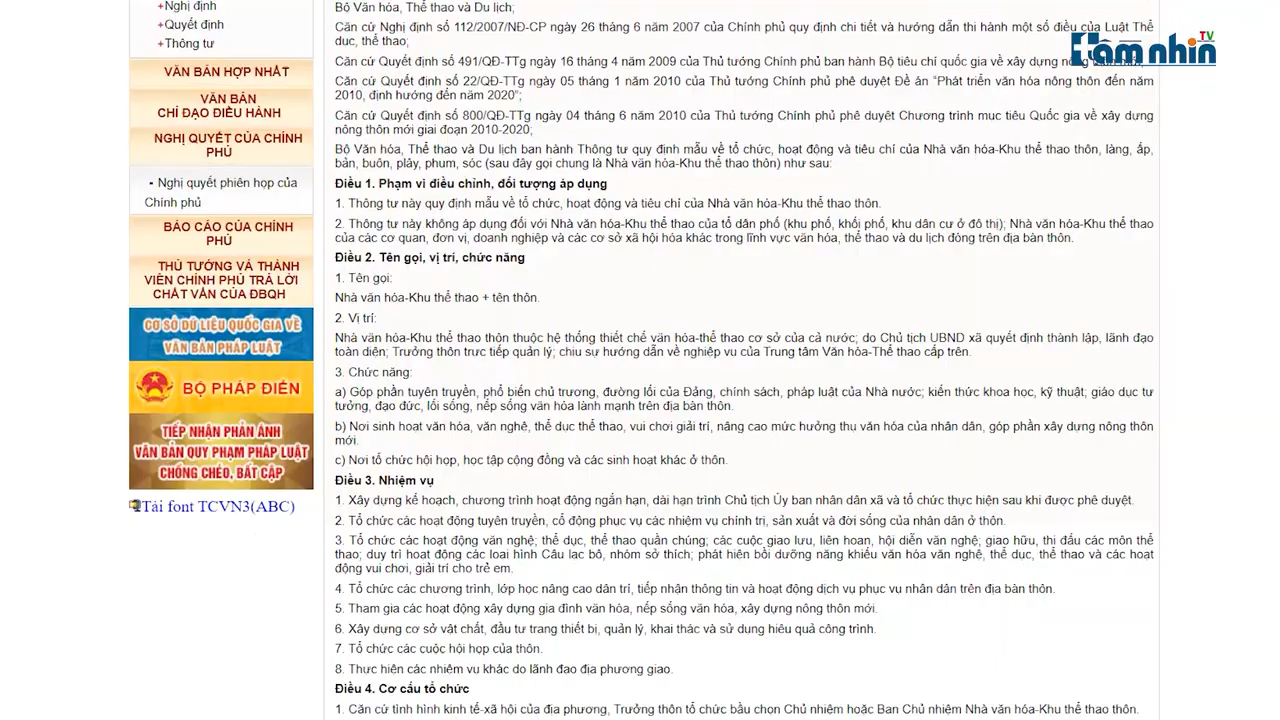 +Nghị định
+Quyết định
+Thông tư
VĂN BẢN HỢP NHẤT
VĂN BẢN
CHỈ ĐẠO ĐIỀU HÀNH
NGHỊ QUYẾT CỦA CHÍNH
PHỦ
Nghị quyết phiên họp của
Chính phủ
BÁO CÁO CỦA CHÍNH
PHỦ
THỦ TƯỚNG VÀ THÀNH
VIÊN CHÍNH PHỦ TRẢ LỜI
CHẤT VẤN CỦA ĐBQH
CƠ SỞ DỮ LIỆU QUỐC GIA VỀ
VĂN BẢN PHÁP LUẬT
BỘ PHÁP ĐIỂN
TIẾP NHẬN PHẢN ÁNH
VĂN BẢN QUY PHẠM PHÁP LUẬT
CHỒNG CHÉO, BẤT CẬP
Tải font TCVN3(ABC)
tầm nhìn TV
Bộ Văn hóa, Thể thao và Du lịch;
Căn cứ Nghị định số 112/2007/NĐ-CP ngày 26 tháng 6 năm 2007 của Chính phủ quy định chi tiết và hướng dẫn thi hành một số điều của Luật Thể
dục, thể thao;
Căn cứ Quyết định số 491/QĐ-TTg ngày 16 tháng 4 năm 2009 của Thủ tướng Chính phủ ban hành Bộ tiêu chí quốc gia về xây dựng
Căn cứ Quyết định số 22/QĐ-TTg ngày 05 tháng 01 năm 2010 của Thủ tướng Chính phủ phê duyệt Đề án “Phát triển văn hóa nông thôn đến năm
2010, định hướng đến năm 2020”;
Căn cứ Quyết định số 800/QĐ-TTg ngày 04 tháng 6 năm 2010 của Thủ tướng Chính phủ phê duyệt Chương trình mục tiêu Quốc gia về xây dựng
nông thôn mới giai đoạn 2010-2020;
Bộ Văn hóa, Thể thao và Du lịch ban hành Thông tư quy định mẫu về tổ chức, hoạt động và tiêu chí của Nhà văn hóa-Khu thể thao thôn, làng, ấp,
bản, buôn, plây, phum, sóc (sau đây gọi chung là Nhà văn hóa-Khu thể thao thôn) như sau:
Điều 1. Phạm vi điều chỉnh, đối tượng áp dụng
1. Thông tư này quy định mẫu về tổ chức, hoạt động và tiêu chí của Nhà văn hóa-Khu thể thao thôn.
2. Thông tư này không áp dụng đối với Nhà văn hóa-Khu thể thao của tổ dân phố (khu phố, khối phố, khu dân cư ở đô thị); Nhà văn hóa-Khu thể thao
của các cơ quan, đơn vị, doanh nghiệp và các cơ sở xã hội hóa khác trong lĩnh vực văn hóa, thể thao và du lịch đóng trên địa bàn thôn.
Điều 2. Tên gọi, vị trí, chức năng
1. Tên gọi:
Nhà văn hóa-Khu thể thao + tên thôn.
2. Vị trí:
Nhà văn hóa-Khu thể thao thôn thuộc hệ thống thiết chế văn hóa-thể thao cơ sở của cả nước; do Chủ tịch UBND xã quyết định thành lập, lãnh đạo
toàn diện; Trưởng thôn trực tiếp quản lý; chịu sự hướng dẫn về nghiệp vụ của Trung tâm Văn hóa-Thể thao cấp trên.
3. Chức năng:
a) Góp phần tuyên truyền, phổ biến chủ trương, đường lối của Đảng, chính sách, pháp luật của Nhà nước; kiến thức khoa học, kỹ thuật; giáo dục tư
tưởng, đạo đức, lối sống, nếp sống văn hóa lành mạnh trên địa bàn thôn.
b) Nơi sinh hoạt văn hóa, văn nghệ, thể dục thể thao, vui chơi giải trí, nâng cao mức hưởng thụ văn hóa của nhân dân, góp phần xây dựng nông thôn
mới.
c) Nơi tổ chức hội họp, học tập cộng đồng và các sinh hoạt khác ở thôn.
Điều 3. Nhiệm vụ
1. Xây dựng kế hoạch, chương trình hoạt động ngắn hạn, dài hạn trình Chủ tịch Ủy ban nhân dân xã và tổ chức thực hiện sau khi được phê duyệt.
2. Tổ chức các hoạt động tuyên truyền, cổ động phục vụ các nhiệm vụ chính trị, sản xuất và đời sống của nhân dân ở thôn.
3. Tổ chức các hoạt động văn nghệ; thể dục, thể thao quần chúng; các cuộc giao lưu, liên hoan, hội diễn văn nghệ; giao hữu, thi đấu các môn thể
thao; duy trì hoạt động các loại hình Câu lạc bộ, nhóm sở thích; phát hiện bồi dưỡng năng khiếu văn hóa văn nghệ, thể dục, thể thao và các hoạt
động vui chơi, giải trí cho trẻ em.
4. Tổ chức các chương trình, lớp học nâng cao dân trí, tiếp nhận thông tin và hoạt động dịch vụ phục vụ nhân dân trên địa bàn thôn.
5. Tham gia các hoạt động xây dựng gia đình văn hóa, nếp sống văn hóa, xây dựng nông thôn mới.
6. Xây dựng cơ sở vật chất, đầu tư trang thiết bị, quản lý, khai thác và sử dụng hiệu quả công trình.
7. Tổ chức các cuộc hội họp của thôn.
8. Thực hiện các nhiệm vụ khác do lãnh đạo địa phương giao.
Điều 4. Cơ cấu tổ chức
1. Căn cứ tình hình kinh tế-xã hội của địa phương, Trưởng thôn tổ chức bầu chọn Chủ nhiệm hoặc Ban Chủ nhiệm Nhà văn hóa-Khu thể thao thôn.